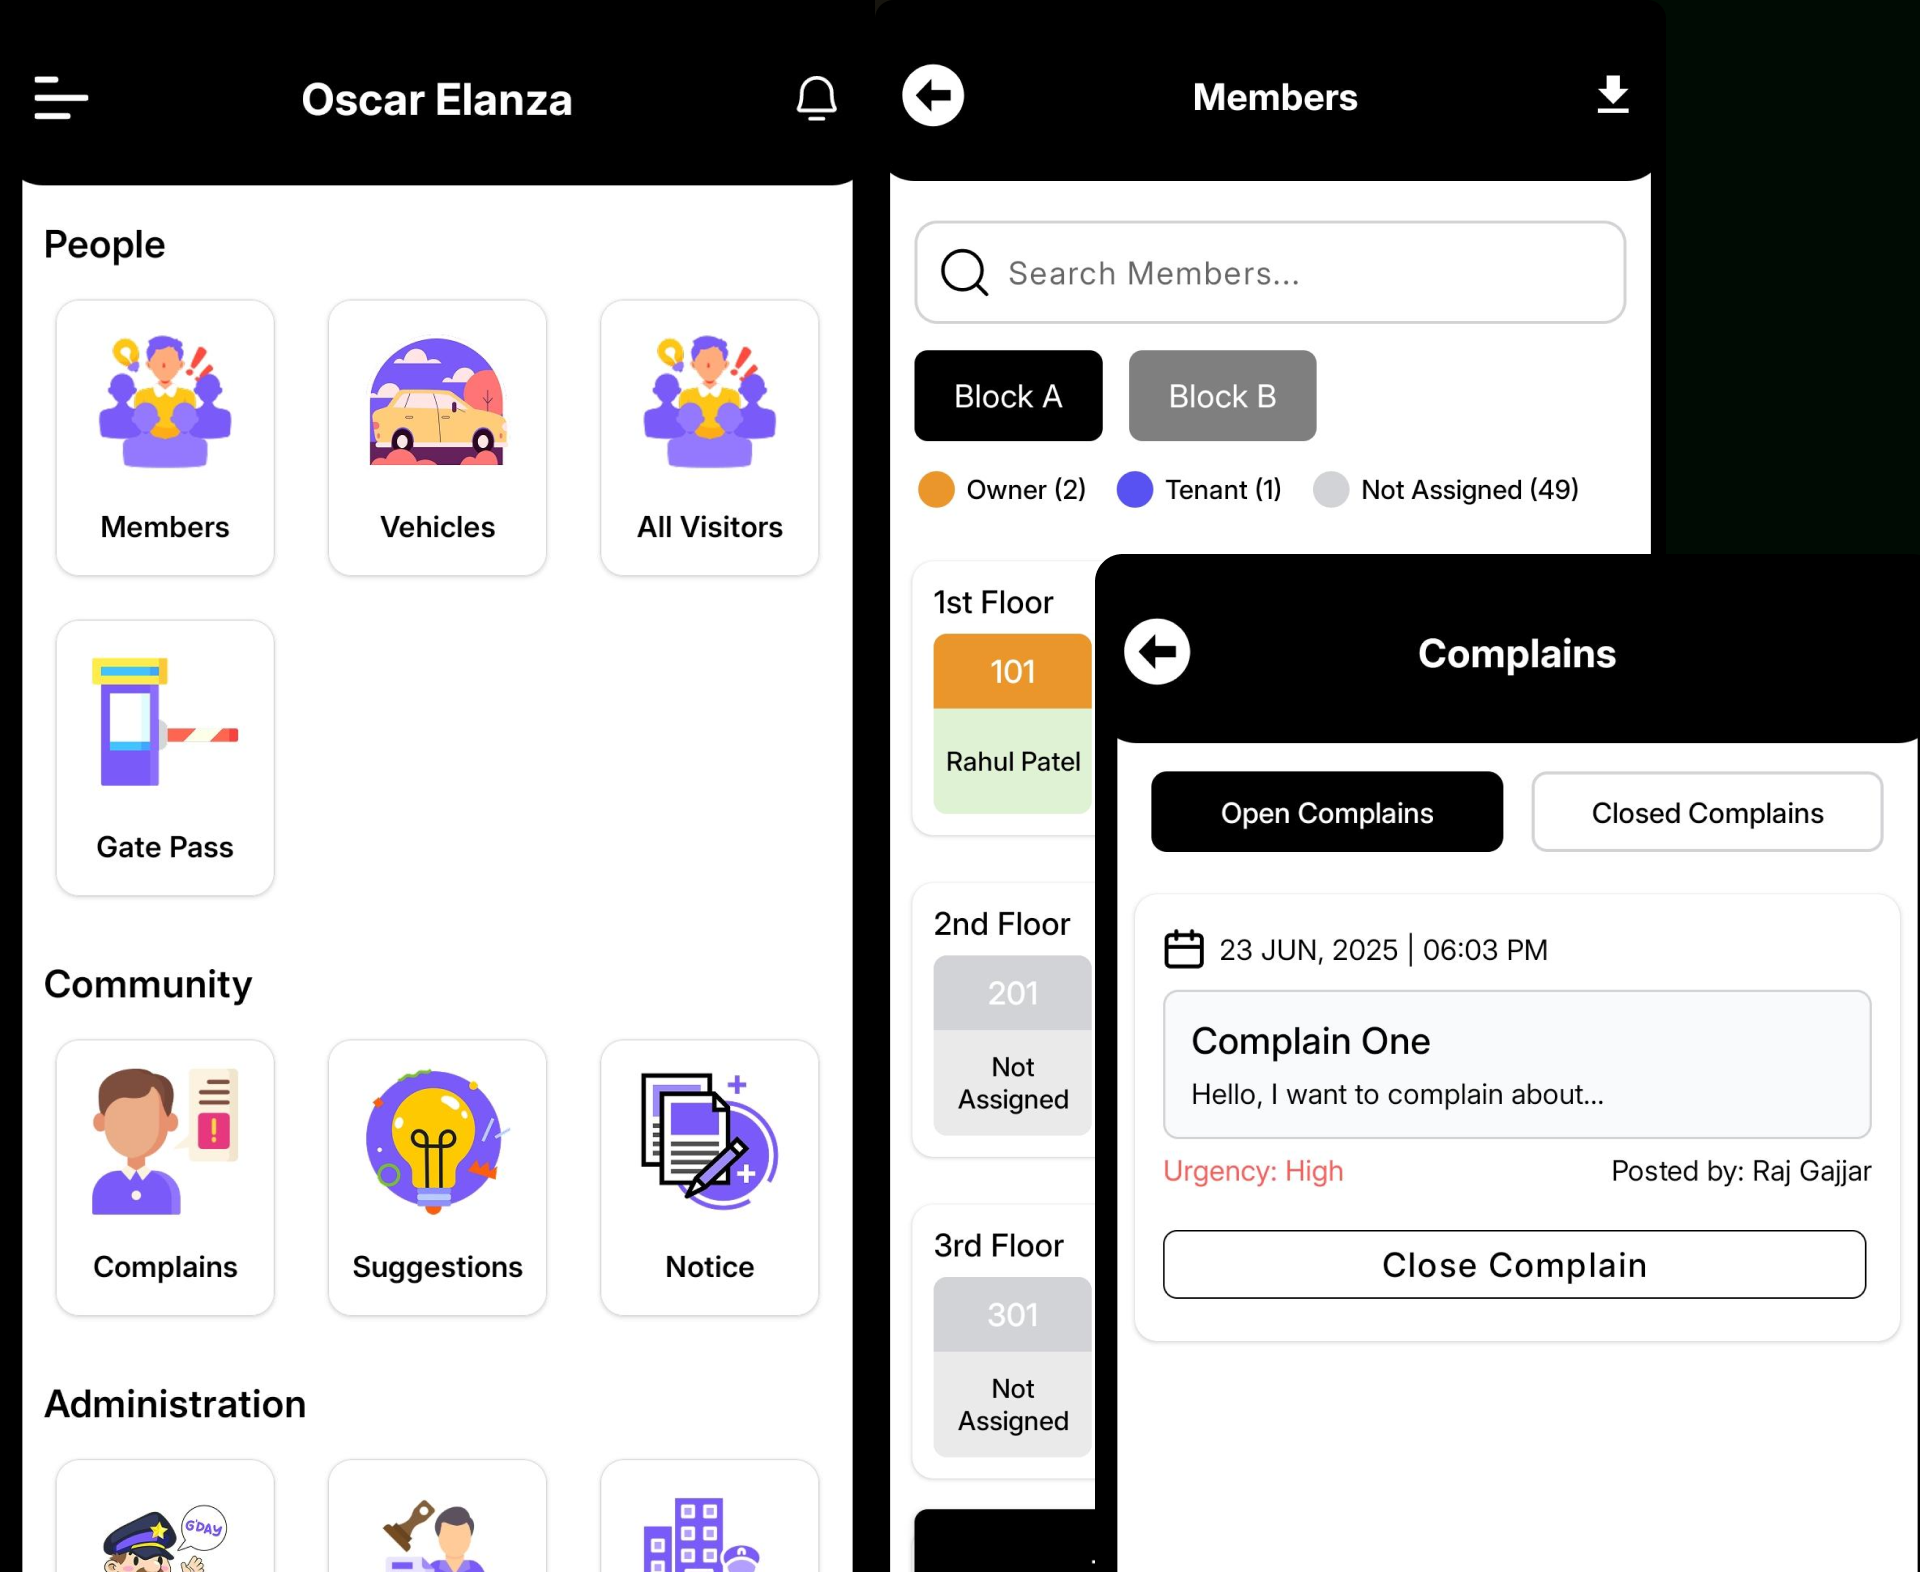 Oscar Elanza
People
Members
Vehicles
All Visitors
Gate Pass
Community
Complains
Suggestions
Notice
Administration
G'DAY
Members
Search Members...
Block A
Block B
Owner (2)
Tenant (1)
Not Assigned (49)
1st Floor
101
Rahul Patel
2nd Floor
201
Not
Assigned
3rd Floor
301
Not
Assigned
Complains
Open Complains
Closed Complains
23 JUN, 2025 | 06:03 PM
Complain One
Hello, I want to complain about...
Urgency: High
Posted by: Raj Gajjar
Close Complain